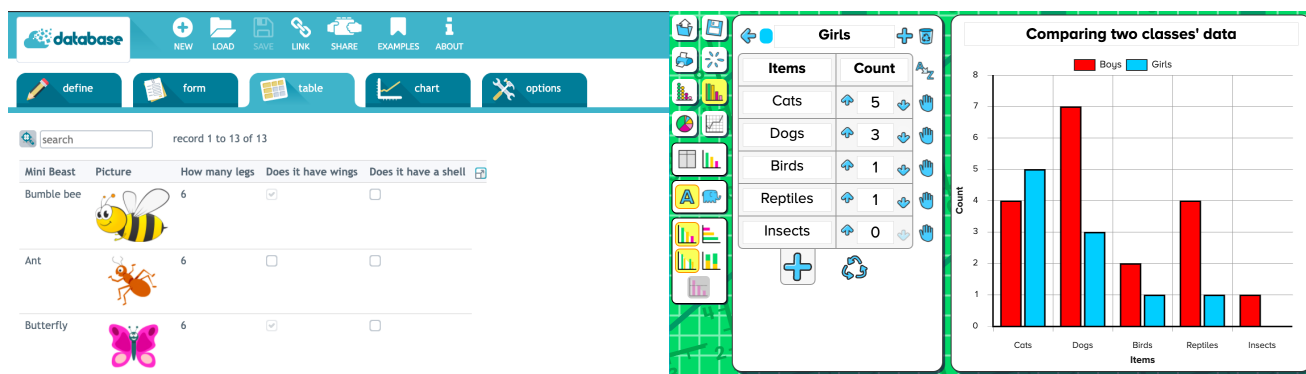 database
NEW LOAD SAVE LINK SHARE EXAMPLES ABOUT
define form table chart options
search record 1 to 13 of 13
Mini Beast Picture How many legs Does it have wings Does it have a shell
Bumble bee 6
Ant 6
Butterfly 6
Girls
Items Count
Cats 5
Dogs 3
Birds 1
Reptiles 1
Insects 0
A
Comparing two classes' data
Boys Girls
8
7
6
5
4
3
2
1
0
Count
Cats Dogs Birds Reptiles Insects
Items